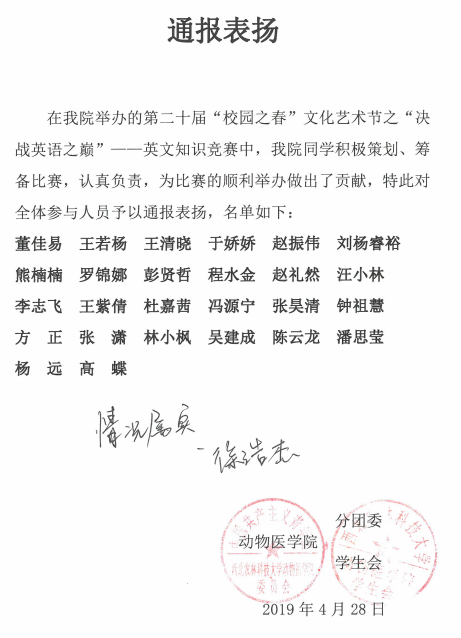 通报表扬
在我院举办的第二十届“校园之春”文化艺术节之“决
战英语之巅”——英文知识竞赛中，我院同学积极策划、筹
备比赛，认真负责，为比赛的顺利举办做出了贡献，特此对
全体参与人员予以通报表扬，名单如下：
董佳易 王若杨 王清晓 于娇娇 赵振伟 刘杨睿裕
熊楠楠 罗锦娜 彭贤哲 程水金 赵礼然 汪小林
李志飞 王紫倩 杜嘉茜 冯源宁 张昊清 钟祖慧
方 正 张 潇 林小枫 吴建成 陈云龙 潘思莹
杨 远 高 蝶
情况属实
-徐浩杰
分团委
动物医学院
学生会
委员会
学生会
2019 年 4 月 28 日